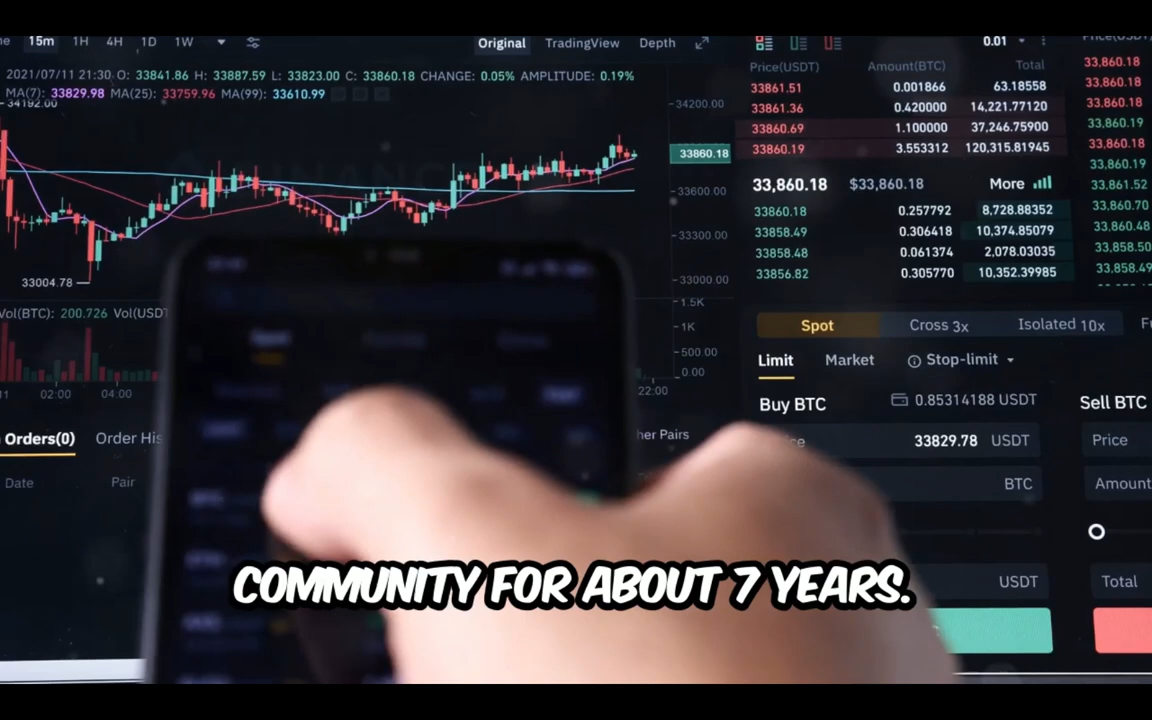 15m 1H 4H 1D 1W
Original TradingView Depth
2021/07/11 21:30 O: 33841.86 H: 33887.59 L: 33823.00 C: 33860.18 CHANGE: 0.05% AMPLITUDE: 0.19%
MA(7): 33829.98 MA(25): 33759.96 MA(99): 33610.99
34192.00
34200.00
33860.18
33600.00
33300.00
33004.78
33000.00
Vol(BTC): 200.726
1.5K
1K
500.00
0.00
02:00 04:00
22:00
Orders(0)
Date Pair
0.01
Price(USDT) Amount(BTC) Total
33861.51 0.001866 63.18558
33861.36 0.420000 14,221.77120
33860.69 1.100000 37,246.75900
33860.19 3.553312 120,315.81945
33,860.18 $33,860.18 More
33860.18 0.257792 8,728.88352
33858.49 0.306418 10,374.85079
33858.48 0.061374 2,078.03035
33856.82 0.305770 10,352.39985
33,860.18
33,860.18
33,860.18
33,860.19
33,860.18
33,860.19
33,861.52
33,860.70
33,860.48
33,858.50
33,858.49
Spot Cross 3x Isolated 10x
Limit Market Stop-limit
Buy BTC 0.85314188 USDT
33829.78 USDT
BTC
USDT
Sell BTC
Price
Amount
Total
COMMUNITY FOR ABOUT 7 YEARS.